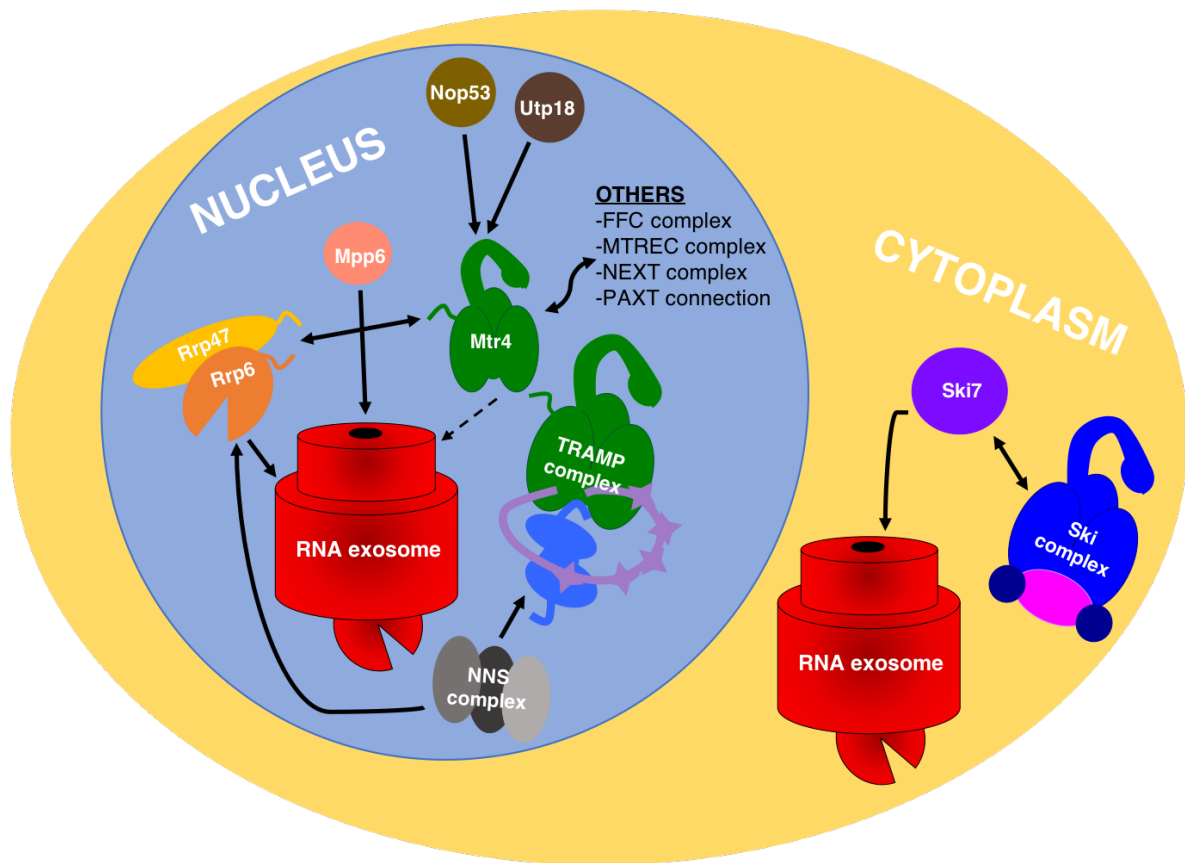 NUCLEUS
Nop53
Utp18
OTHERS
-FFC complex
-MTREC complex
-NEXT complex
-PAXT connection
Mpp6
Rrp47
Rrp6
Mtr4
TRAMP
complex
RNA exosome
NNS
complex
CYTOPLASM
Ski7
Ski
complex
RNA exosome